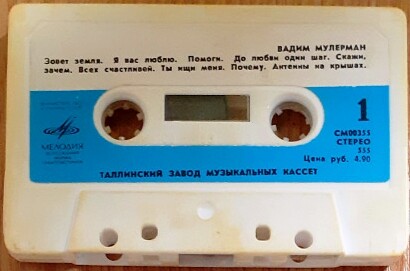 ВАДИМ МУЛЕРМАН
Зовет земля. Я вас люблю. Помоги. До любви один шаг. Скажи,
зачем. Всех счастливей. Ты ищи меня. Почему. Антенны на крышах.
1
СМ00355
СТЕРЕО
535
Цена руб. 4.90
МЕЛОДИЯ
ТАЛЛИНСКИЙ ЗАВОД МУЗЫКАЛЬНЫХ КАССЕТ